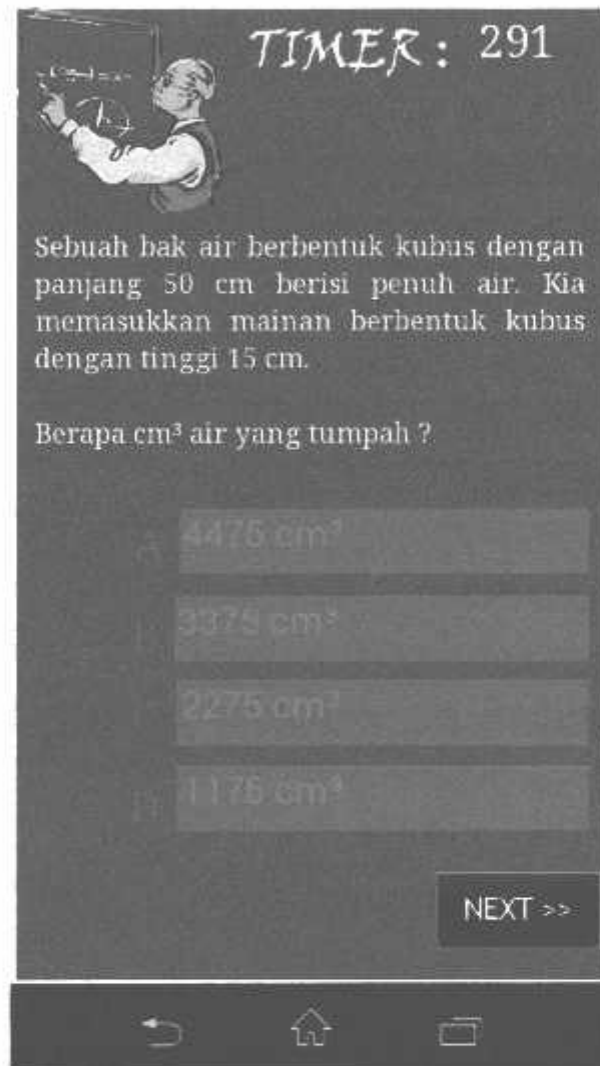 TIMER: 291
Sebuah bak air berbentuk kubus dengan
panjang 50 cm berisi penuh air. Kia
memasukkan mainan berbentuk kubus
dengan tinggi 15 cm.
Berapa cm³ air yang tumpah ?
A 4475 cm³
3375 cm³
2275 cm³
1175 cm³
NEXT >>